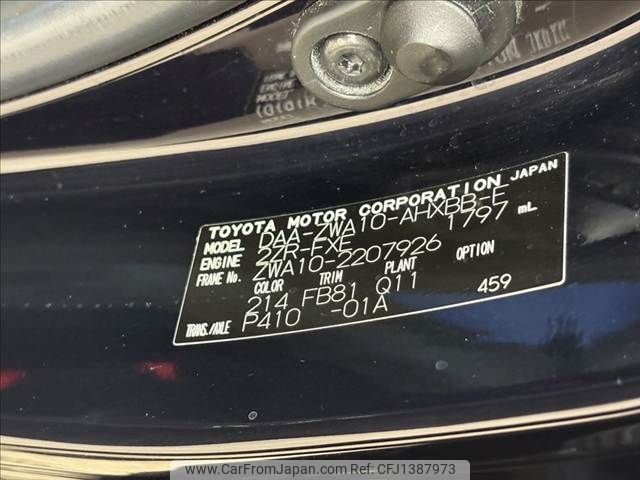 TOYOTA MOTOR CORPORATION JAPAN
MODEL DAA-ZWA10-AHXBB-E
ENGINE 2ZR-FXE 1797 mL
FRAME No. ZWA10-2207926
COLOR TRIM PLANT OPTION
214 FB81 Q11 459
TRANS./AXLE P410 -01A
www.CarFromJapan.com REF-No. CFJ1387973